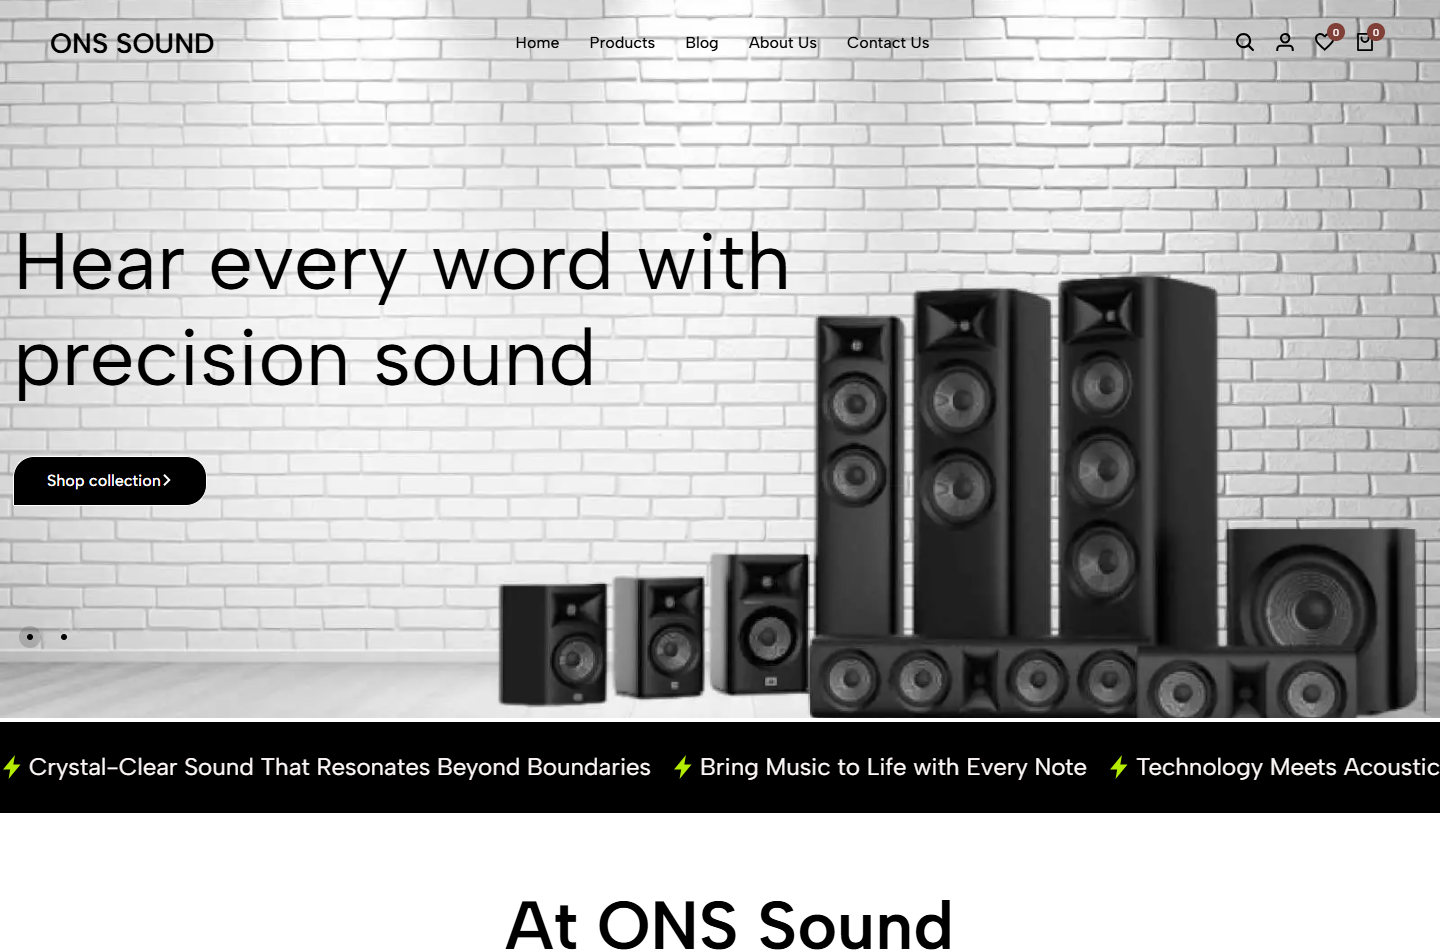 ONS SOUND
Home Products Blog About Us Contact Us
0 0
Hear every word with
precision sound
Shop collection
Crystal-Clear Sound That Resonates Beyond Boundaries Bring Music to Life with Every Note Technology Meets Acoustic
At ONS Sound